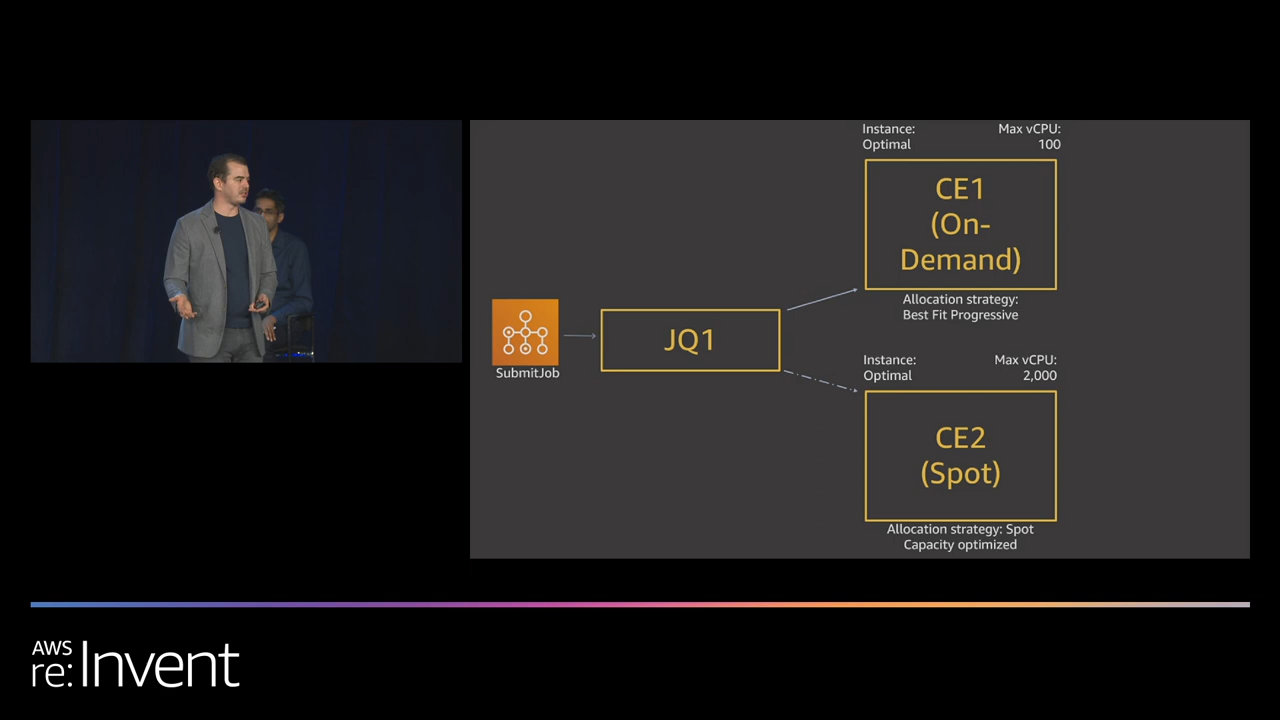 Instance:
Optimal
Max vCPU:
100
CE1
(On-
Demand)
Allocation strategy:
Best Fit Progressive
SubmitJob
JQ1
Instance:
Optimal
Max vCPU:
2,000
CE2
(Spot)
Allocation strategy: Spot
Capacity optimized
AWS
re:Invent